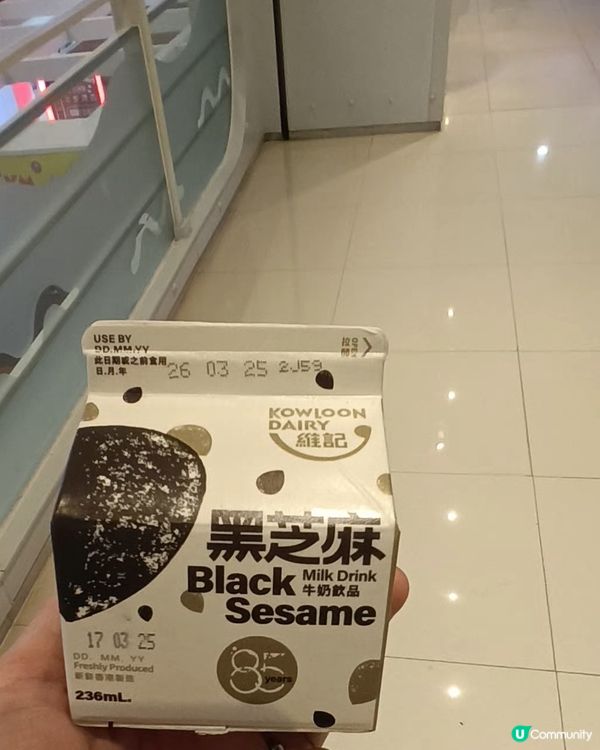 USE BY
DD.MM.YY
此日期或之前食用
日.月.年
26 03 25 2J59
OPEN
KOWLOON
DAIRY
維記
黑芝麻
Black Milk Drink
牛奶飲品
Sesame
17 03 25
DD. MM. YY
Freshly Produced
新鮮香港製造
236mL.
85
years
U Community